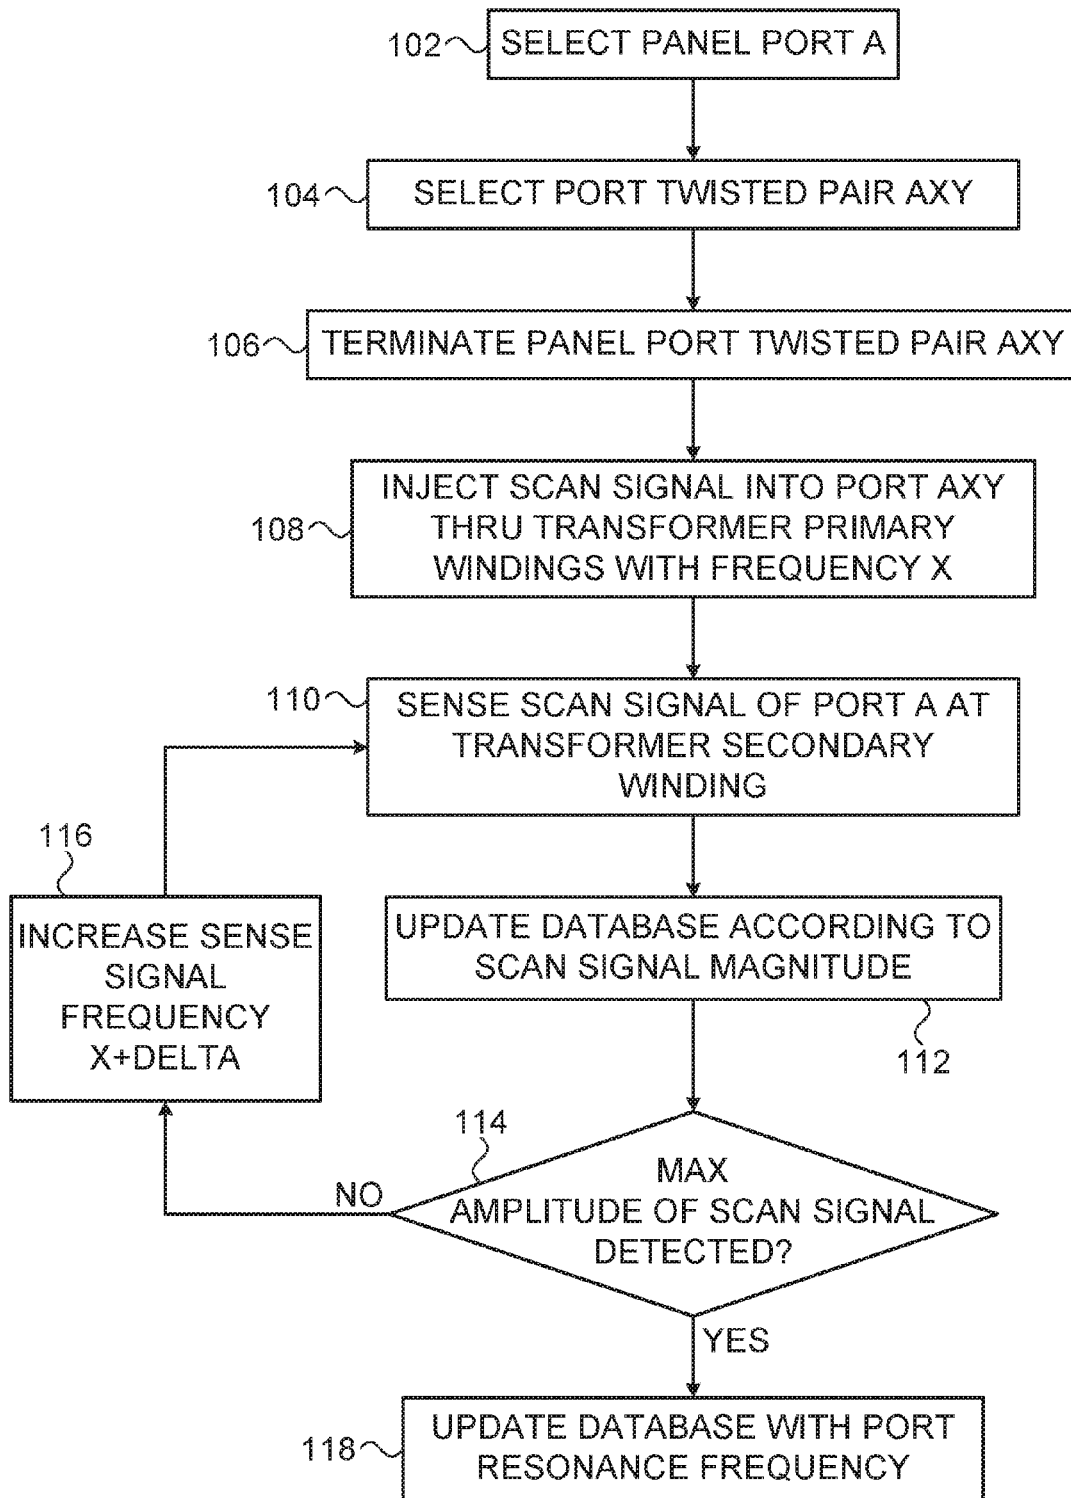 102
SELECT PANEL PORT A
104
SELECT PORT TWISTED PAIR AXY
106
TERMINATE PANEL PORT TWISTED PAIR AXY
108
INJECT SCAN SIGNAL INTO PORT AXY
THRU TRANSFORMER PRIMARY
WINDINGS WITH FREQUENCY X
110
SENSE SCAN SIGNAL OF PORT A AT
TRANSFORMER SECONDARY
WINDING
116
INCREASE SENSE
SIGNAL
FREQUENCY
X+DELTA
UPDATE DATABASE ACCORDING TO
SCAN SIGNAL MAGNITUDE
112
114
MAX
AMPLITUDE OF SCAN SIGNAL
DETECTED?
NO
YES
118
UPDATE DATABASE WITH PORT
RESONANCE FREQUENCY